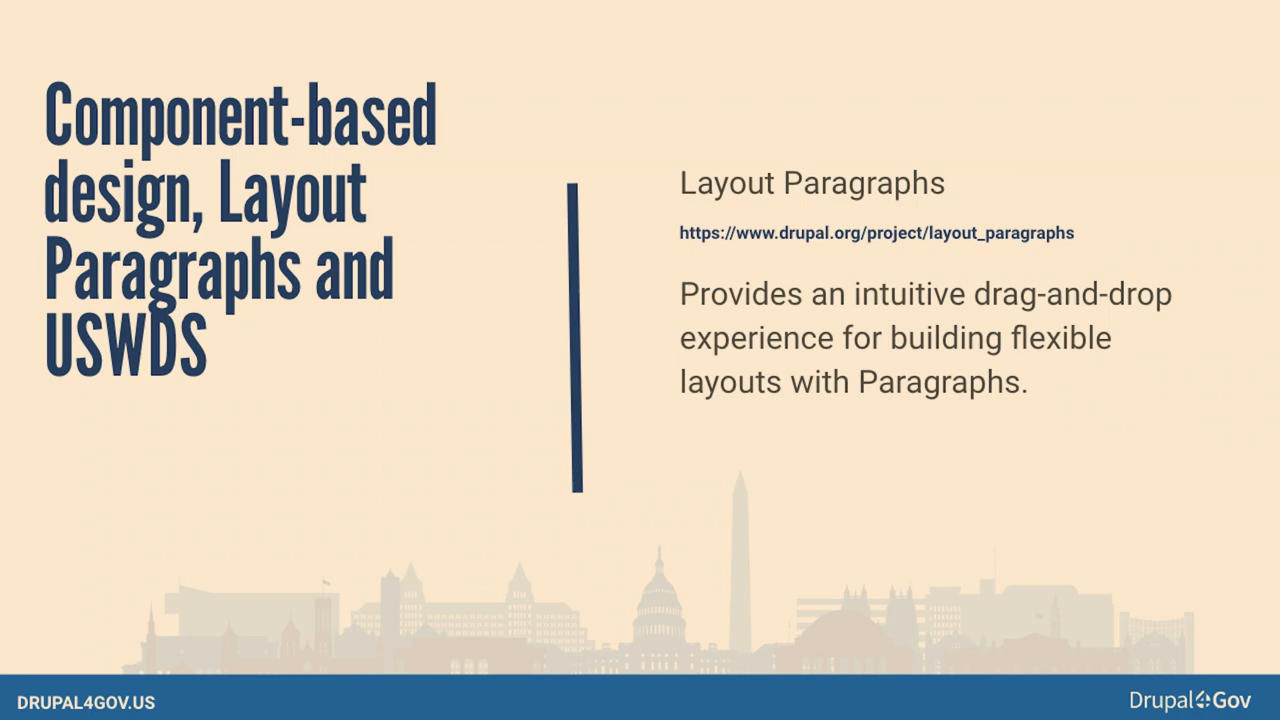 Component-based
design, Layout
Paragraphs and
USWDS
Layout Paragraphs
https://www.drupal.org/project/layout_paragraphs
Provides an intuitive drag-and-drop
experience for building flexible
layouts with Paragraphs.
DRUPAL4GOV.US
Drupal4Gov